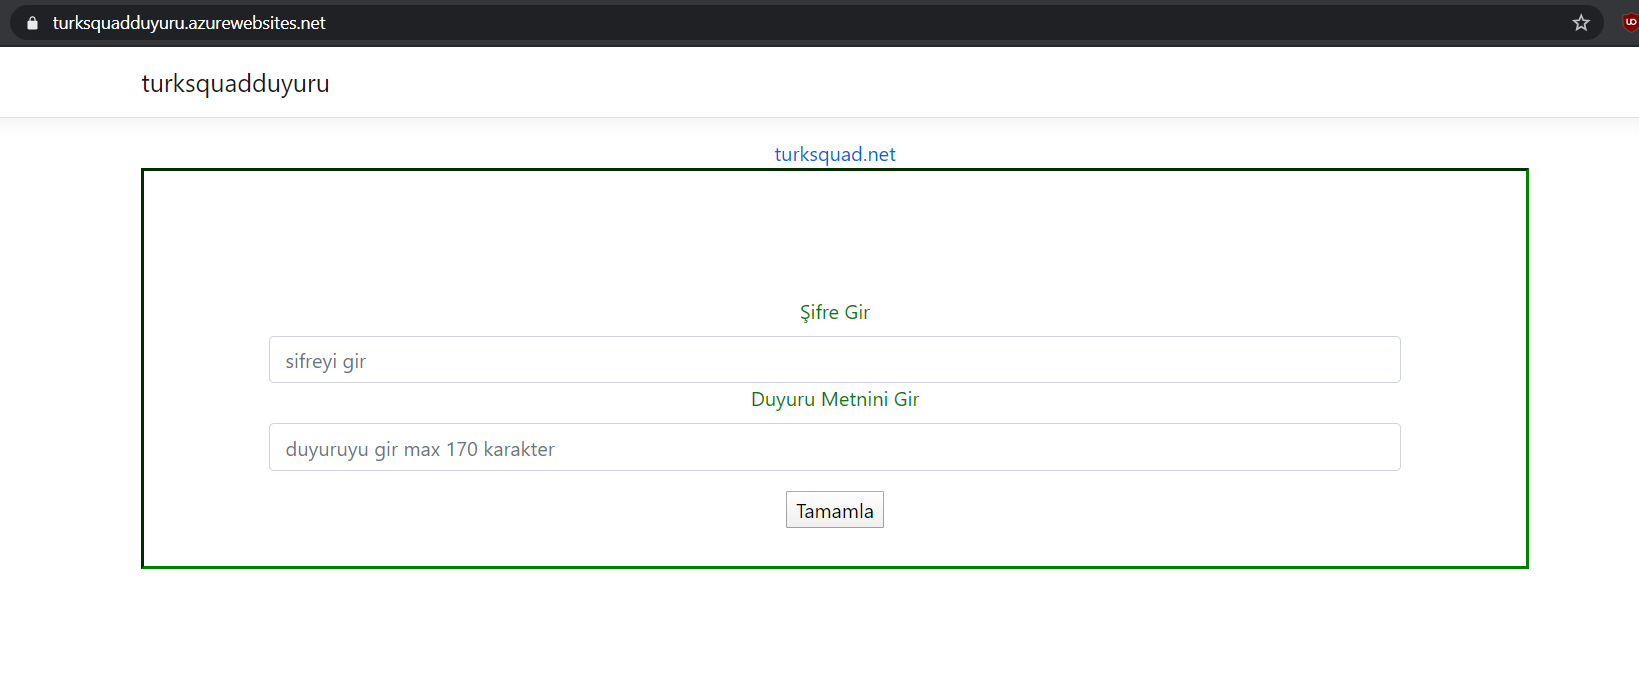 turksquadduyuru.azurewebsites.net
turksquadduyuru
turksquad.net
Şifre Gir
sifreyi gir
Duyuru Metnini Gir
duyuruyu gir max 170 karakter
Tamamla